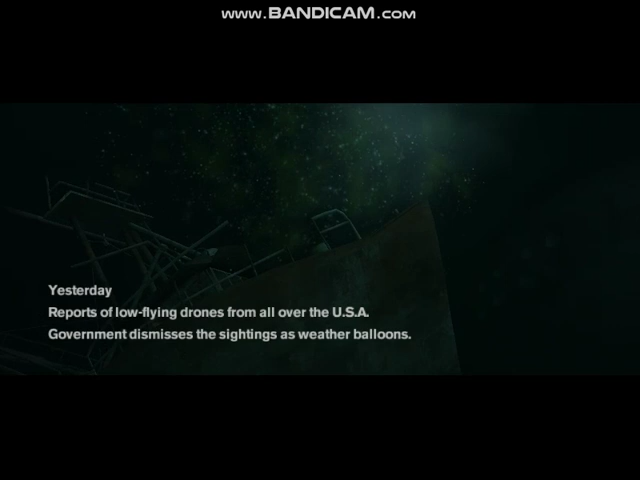 www.BANDICAM.com
Yesterday
Reports of low-flying drones from all over the U.S.A.
Government dismisses the sightings as weather balloons.